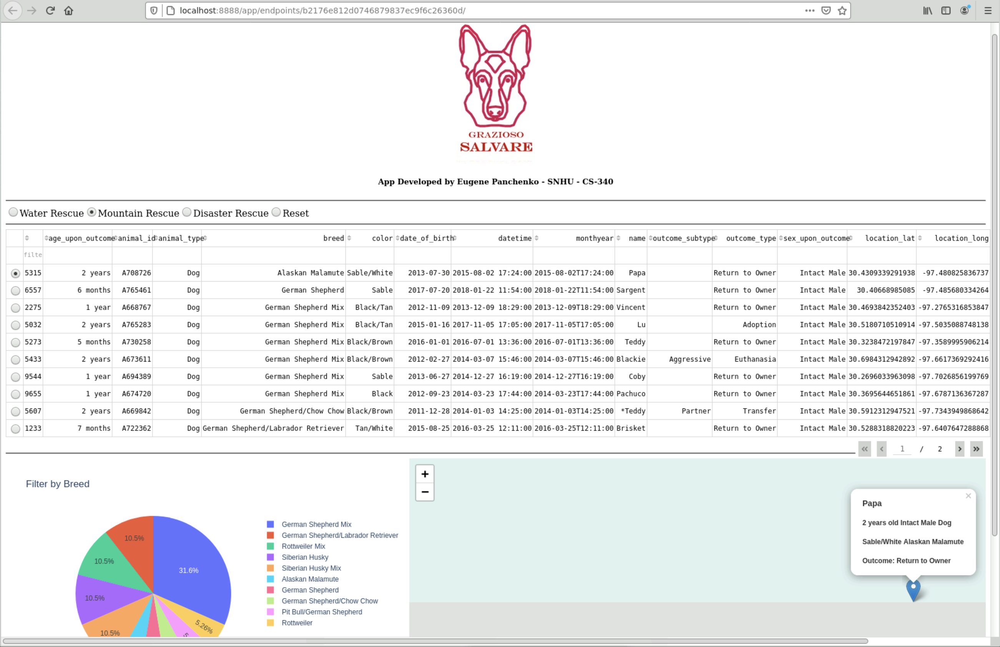 localhost:8888/app/endpoints/b2176e812d0746879837ec9f6c26360d/
GRAZIOSO
SALVARE
App Developed by Eugene Panchenko - SNHU - CS-340
Water Rescue Mountain Rescue Disaster Rescue Reset
age_upon_outcome animal_id animal_type breed color date_of_birth datetime monthyear name outcome_subtype outcome_type sex_upon_outcome location_lat location_long
filte
5315 2 years A708726 Dog Alaskan Malamute Sable/White 2013-07-30 2015-08-02 17:24:00 2015-08-02T17:24:00 Papa Return to Owner Intact Male 30.4309339291938 -97.480825836737
6557 6 months A765461 Dog German Shepherd Sable 2017-07-20 2018-01-22 11:54:00 2018-01-22T11:54:00 Sargent Return to Owner Intact Male 30.40668985085 -97.485680334264
2275 1 year A668767 Dog German Shepherd Mix Black/Tan 2012-11-09 2013-12-09 18:29:00 2013-12-09T18:29:00 Vincent Return to Owner Intact Male 30.4693842352403 -97.2765316853847
5032 2 years A765283 Dog German Shepherd Mix Black/Tan 2015-01-16 2017-11-05 17:05:00 2017-11-05T17:05:00 Lu Adoption Intact Male 30.5180710510914 -97.5035088748138
5273 5 months A730258 Dog German Shepherd Mix Black/Brown 2016-01-01 2016-07-01 13:36:00 2016-07-01T13:36:00 Teddy Return to Owner Intact Male 30.3238472197847 -97.3589995906214
5433 2 years A673611 Dog German Shepherd Mix Black/Brown 2012-02-27 2014-03-07 15:46:00 2014-03-07T15:46:00 Blackie Aggressive Euthanasia Intact Male 30.6984312942892 -97.6617369292416
9544 1 year A694389 Dog German Shepherd Mix Sable 2013-06-27 2014-12-27 16:19:00 2014-12-27T16:19:00 Coby Return to Owner Intact Male 30.2696033963098 -97.7026856199769
9655 1 year A674720 Dog German Shepherd Mix Black 2012-09-23 2014-03-23 17:44:00 2014-03-23T17:44:00 Pachuco Return to Owner Intact Male 30.3695644651861 -97.6787136367287
5607 2 years A669842 Dog German Shepherd/Chow Chow Black/Brown 2011-12-28 2014-01-03 14:25:00 2014-01-03T14:25:00 *Teddy Partner Transfer Intact Male 30.5912312947521 -97.7343949868642
1233 7 months A722362 Dog German Shepherd/Labrador Retriever Tan/White 2015-08-25 2016-03-25 12:11:00 2016-03-25T12:11:00 Brisket Return to Owner Intact Male 30.5288318820223 -97.6407647288868
« ‹ 1 / 2 › »
Filter by Breed
10.5%
31.6%
10.5%
10.5%
10.5%
5.26%
5
German Shepherd Mix
German Shepherd/Labrador Retriever
Rottweiler Mix
Siberian Husky
Siberian Husky Mix
Alaskan Malamute
German Shepherd
German Shepherd/Chow Chow
Pit Bull/German Shepherd
Rottweiler
+
−
×
Papa
2 years old Intact Male Dog
Sable/White Alaskan Malamute
Outcome: Return to Owner